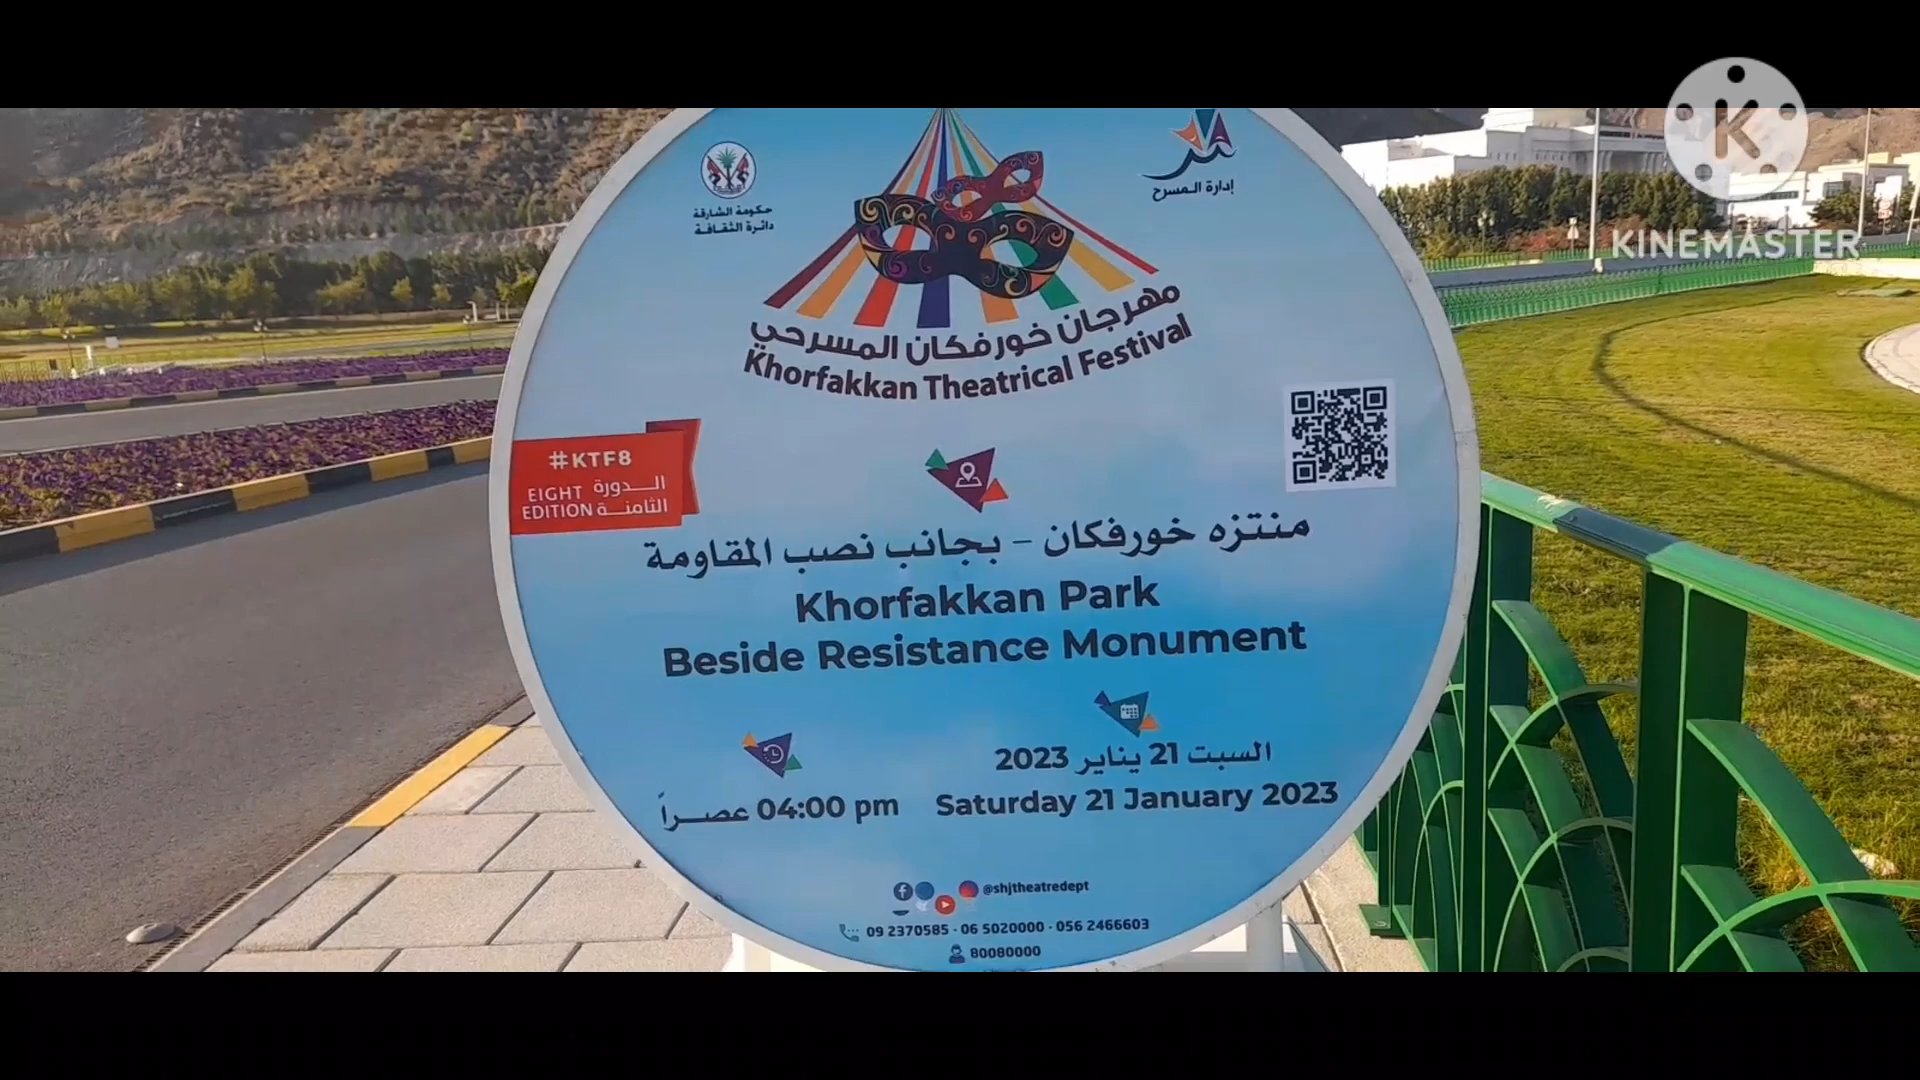 KINEMASTER
حكومة الشارقة
دائرة الثقافة
إدارة المسرح
مهرجان خورفكان المسرحي
Khorfakkan Theatrical Festival
#KTF8
EIGHT الدورة
EDITION الثامنة
منتزه خورفكان - بجانب نصب المقاومة
Khorfakkan Park
Beside Resistance Monument
السبت 21 يناير 2023
Saturday 21 January 2023
04:00 pm عصراً
@shjtheatredept
09 2370585 - 06 5020000 - 056 2466603
80080000